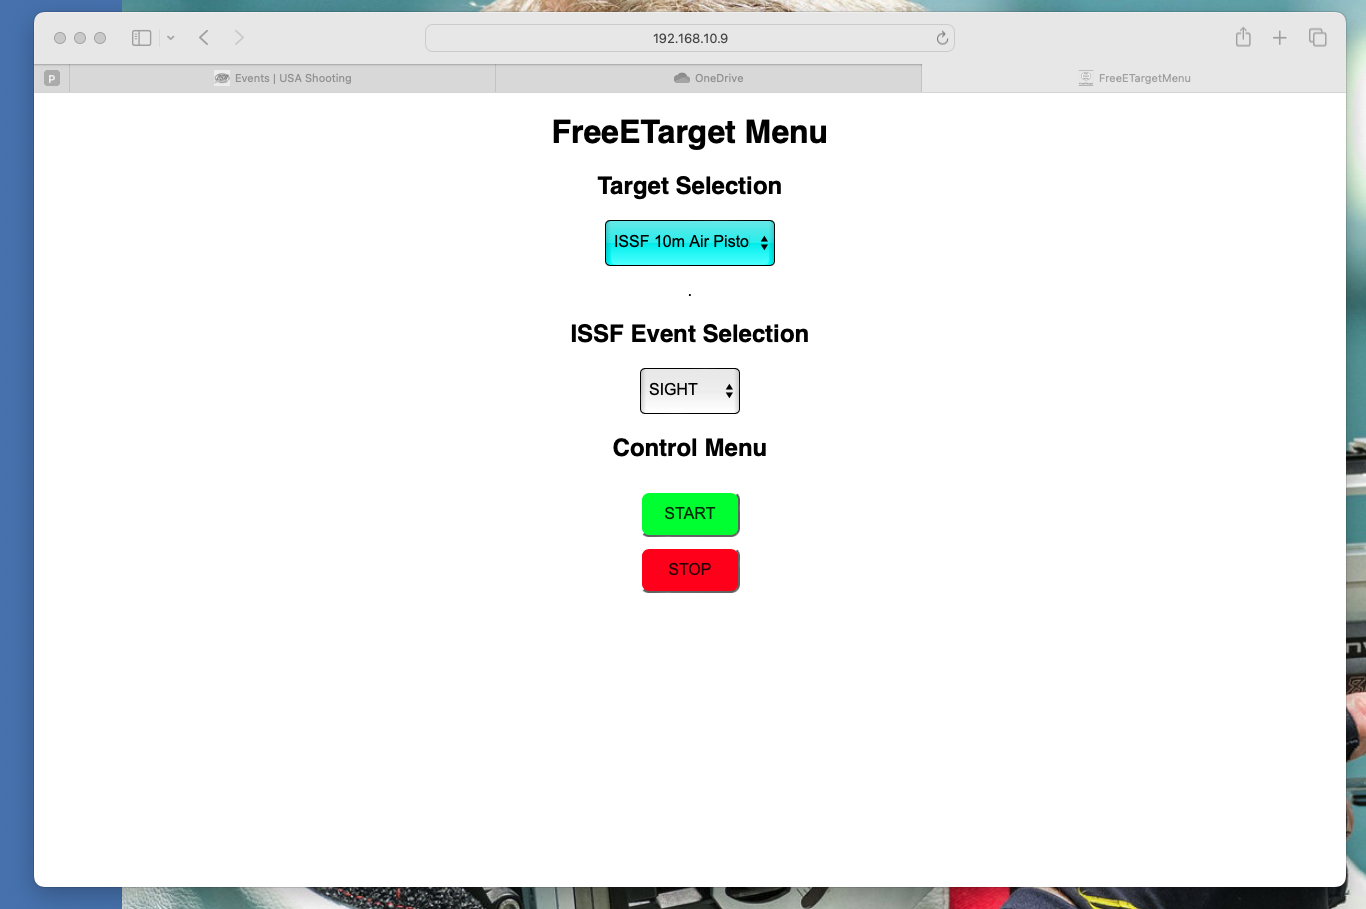 192.168.10.9
P
Events | USA Shooting
OneDrive
FreeETargetMenu
FreeETarget Menu
Target Selection
ISSF 10m Air Pisto
.
ISSF Event Selection
SIGHT
Control Menu
START
STOP